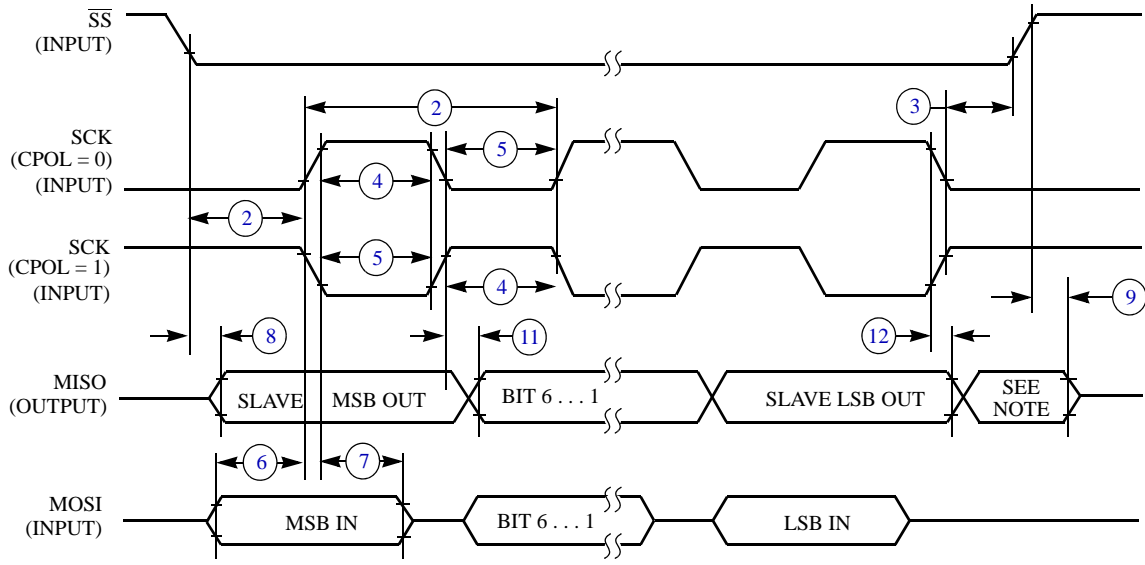 SS
(INPUT)
2
3
SCK
(CPOL = 0)
(INPUT)
5
4
2
SCK
(CPOL = 1)
(INPUT)
5
4
8
11
12
9
MISO
(OUTPUT)
SLAVE MSB OUT
BIT 6 . . . 1
SLAVE LSB OUT
SEE
NOTE
6
7
MOSI
(INPUT)
MSB IN
BIT 6 . . . 1
LSB IN